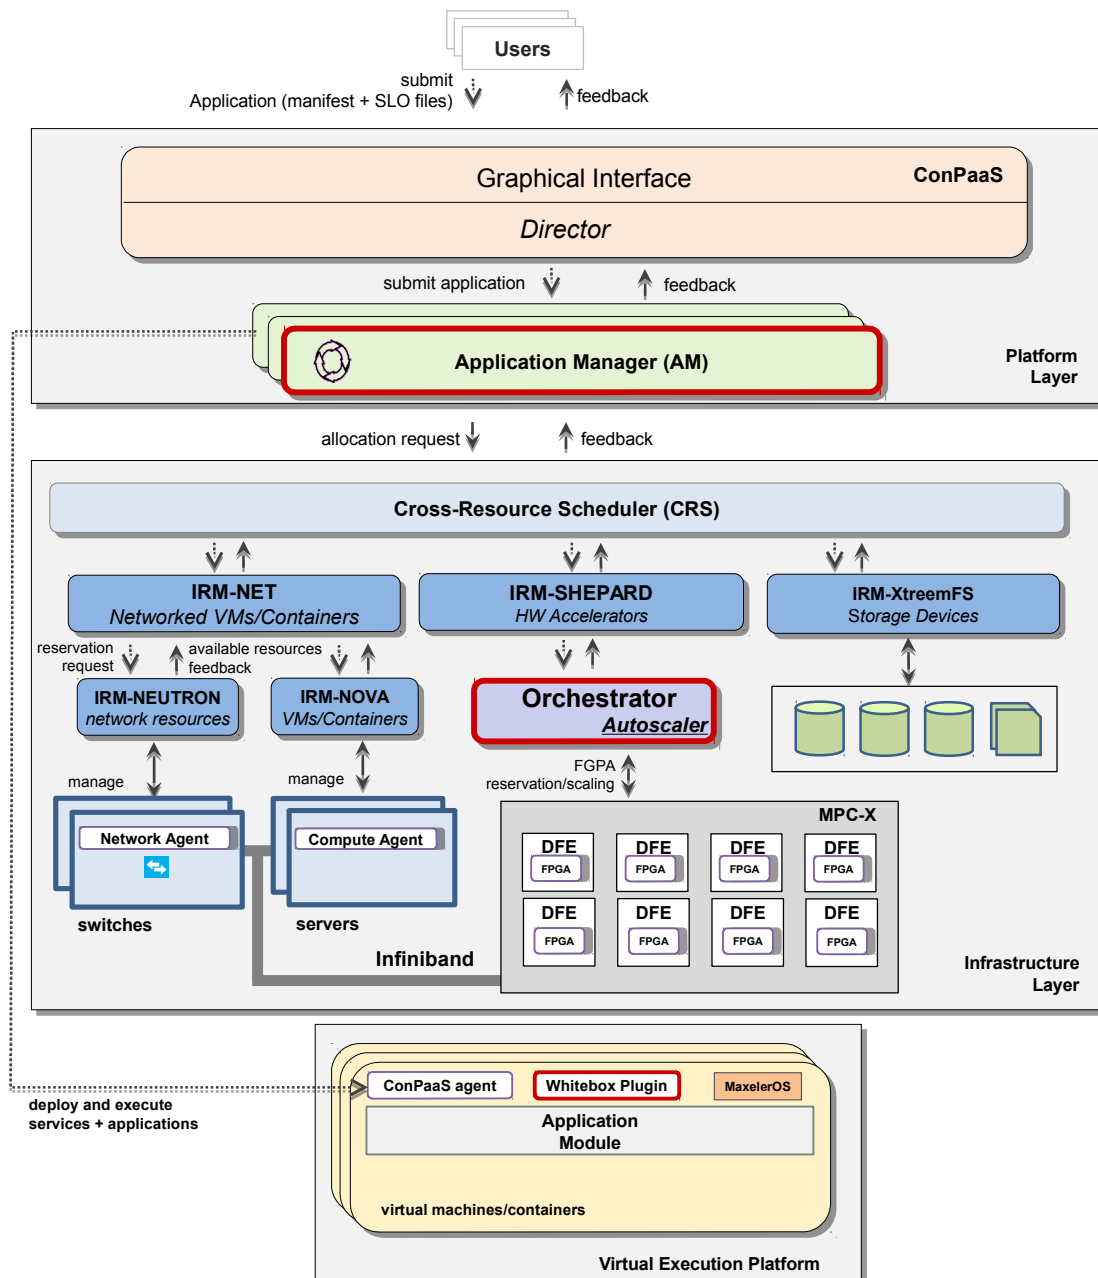 Users
submit
Application (manifest + SLO files)
feedback
Graphical Interface
ConPaaS
Director
submit application
feedback
Application Manager (AM)
Platform
Layer
allocation request
feedback
Cross-Resource Scheduler (CRS)
IRM-NET
Networked VMs/Containers
IRM-SHEPARD
HW Accelerators
IRM-XtreemFS
Storage Devices
reservation
request
available resources
feedback
IRM-NEUTRON
network resources
IRM-NOVA
VMs/Containers
Orchestrator
Autoscaler
manage
manage
FGPA
reservation/scaling
MPC-X
Network Agent
Compute Agent
DFE
FPGA
DFE
FPGA
DFE
FPGA
DFE
FPGA
DFE
FPGA
DFE
FPGA
DFE
FPGA
DFE
FPGA
switches
servers
Infiniband
Infrastructure
Layer
ConPaaS agent
Whitebox Plugin
MaxelerOS
deploy and execute
services + applications
Application
Module
virtual machines/containers
Virtual Execution Platform